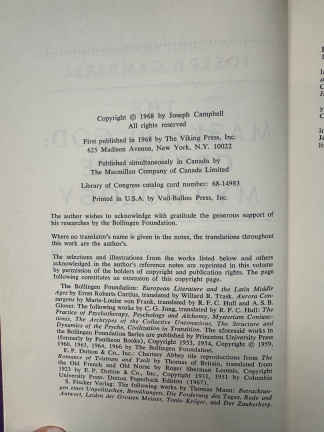 Copyright © 1968 by Joseph Campbell
All rights reserved
First published in 1968 by The Viking Press, Inc.
625 Madison Avenue, New York, N.Y. 10022
Published simultaneously in Canada by
The Macmillan Company of Canada Limited
Library of Congress catalog card number: 68-14983
Printed in U.S.A. by Vail-Ballou Press, Inc.
The author wishes to acknowledge with gratitude the generous support of
his researches by the Bollingen Foundation.
Where no translator's name is given in the notes, the translations throughout
this work are the author's.
The selections and illustrations from the works listed below and others
acknowledged in the author's reference notes are reprinted in this volume
by permission of the holders of copyright and publication rights. The page
following constitutes an extension of this copyright page.
The Bollingen Foundation: European Literature and the Latin Middle
Ages by Ernst Robert Curtius, translated by Willard R. Trask. Aurora Con-
surgens by Marie-Louise von Franz, translated by R. F. C. Hull and A. S. B.
Glover. The following works by C. G. Jung, translated by R. F. C. Hull: The
Practice of Psychotherapy, Psychology and Alchemy, Mysterium Coniunc-
tionis, The Archetypes of the Collective Unconscious, The Structure and
Dynamics of the Psyche, Civilization in Transition. The aforesaid works in
the Bollingen Foundation Series are published by Princeton University Press
(formerly by Pantheon Books), Copyright 1953, 1954, Copyright © 1959,
1960, 1963, 1964, 1966 by The Bollingen Foundation.
E. P. Dutton & Co., Inc.: Chartres Abbey
Romance of Tristram and Ysolt by Thomas of Britain, translated from
the Old French and Old Norse by Roger Sherman Loomis, Copyright
1923 by E. P. Dutton & Co., Inc., Copyright 1931, 1951 by Columbia
University Press. Dutton Paperback Edition (1967).
S. Fischer Verlag: The following works by Thomas Mann: Betrachtun-
gen eines Unpolitischen, Bemühungen, Die Forderung des Tages, Rede und
Antwort, Leiden der Grossen Meister, Tonio Kröger, and Der Zauberberg,